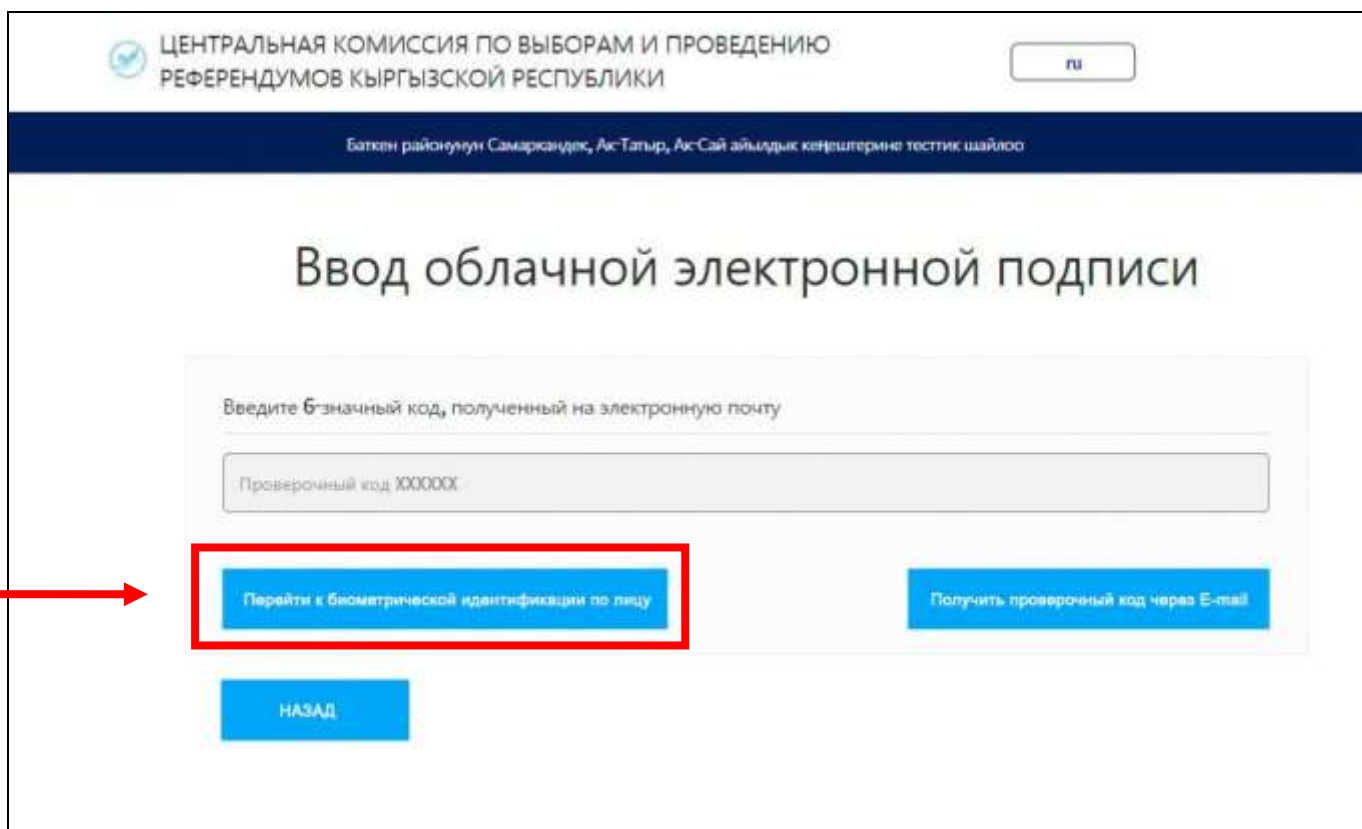 ЦЕНТРАЛЬНАЯ КОМИССИЯ ПО ВЫБОРАМ И ПРОВЕДЕНИЮ
РЕФЕРЕНДУМОВ КЫРГЫЗСКОЙ РЕСПУБЛИКИ
ru
Баткен районунун Самаркандек, Ак-Татыр, Ак-Сай айылдык кеңештерине тесттик шайлоо
Ввод облачной электронной подписи
Введите 6-значный код, полученный на электронную почту
Проверочный код XXXXXX
Перейти к биометрической идентификации по лицу
Получить проверочный код через E-mail
НАЗАД